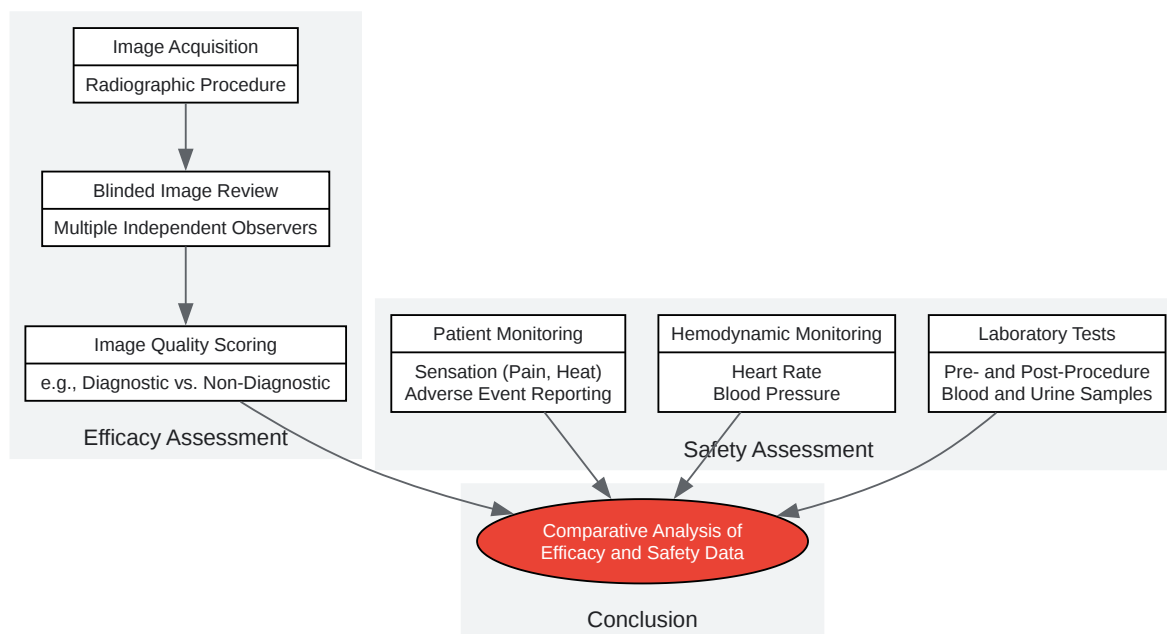 Image Acquisition
Radiographic Procedure
Blinded Image Review
Multiple Independent Observers
Image Quality Scoring
e.g., Diagnostic vs. Non-Diagnostic
Efficacy Assessment
Patient Monitoring
Sensation (Pain, Heat)
Adverse Event Reporting
Hemodynamic Monitoring
Heart Rate
Blood Pressure
Laboratory Tests
Pre- and Post-Procedure
Blood and Urine Samples
Safety Assessment
Comparative Analysis of
Efficacy and Safety Data
Conclusion